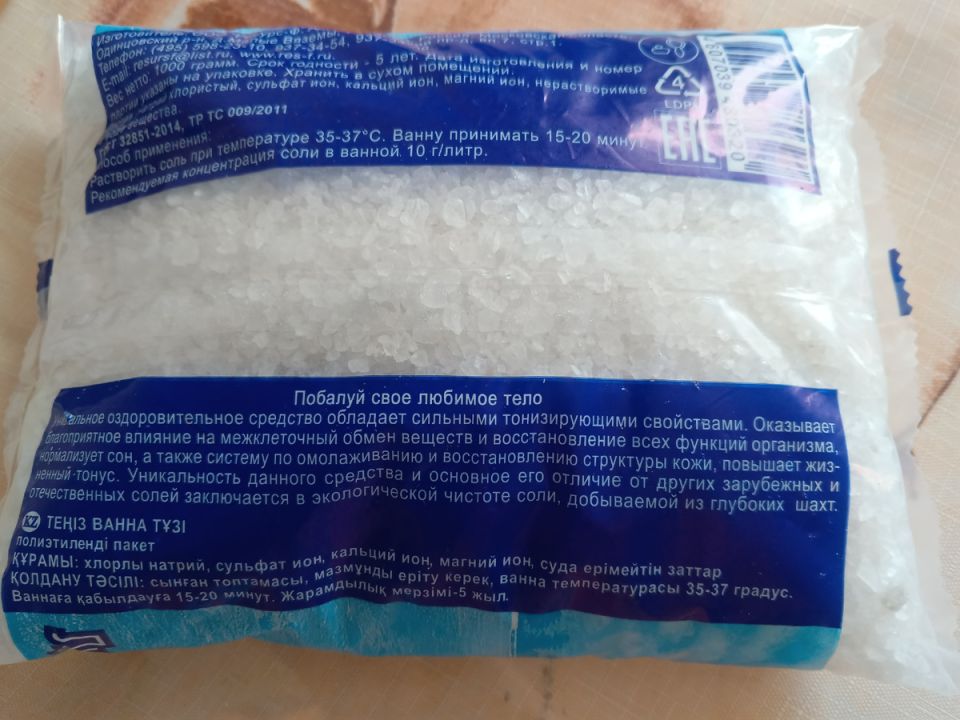 Одинцовский р-н,
Телефон: (495) 598-23-10, 937-34-54,
E-mail: resursf@list.ru. www.res-f.ru.
Вес нетто: 1000 грамм. Срок годности - 5 лет. Дата изготовления и номер
партии указаны на упаковке. Хранить в сухом помещении.
хлористый, сульфат ион, кальций ион, магний ион, нерастворимые
вещества.
32851-2014, ТР ТС 009/2011
Способ применения:
Растворить соль при температуре 35-37°С. Ванну принимать 15-20 минут.
Рекомендуемая концентрация соли в ванной 10 г/литр.
4
LDPE
EAC
Побалуй свое любимое тело
Уникальное оздоровительное средство обладает сильными тонизирующими свойствами. Оказывает
благоприятное влияние на межклеточный обмен веществ и восстановление всех функций организма,
нормализует сон, а также систему по омолаживанию и восстановлению структуры кожи, повышает жиз-
ненный тонус. Уникальность данного средства и основное его отличие от других зарубежных и
отечественных солей заключается в экологической чистоте соли, добываемой из глубоких шахт.
KZ ТЕҢІЗ ВАННА ТҰЗІ
полиэтиленді пакет
ҚҰРАМЫ: хлорлы натрий, сульфат ион, кальций ион, магний ион, суда ерімейтін заттар
ҚОЛДАНУ ТӘСІЛІ: сынған топтамасы, мазмұнды еріту керек, ванна температурасы 35-37 градус.
Ваннаға қабылдауға 15-20 минут. Жарамдылық мерзімі-5 жыл.